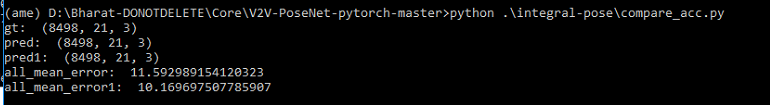 (ame) D:\Bharat-DONOTDELETE\Core\V2V-PoseNet-pytorch-master>python .\integral-pose\compare_acc.py
gt:  (8498, 21, 3)
pred:  (8498, 21, 3)
pred1:  (8498, 21, 3)
all_mean_error:  11.592989154120323
all_mean_error1:  10.169697507785907